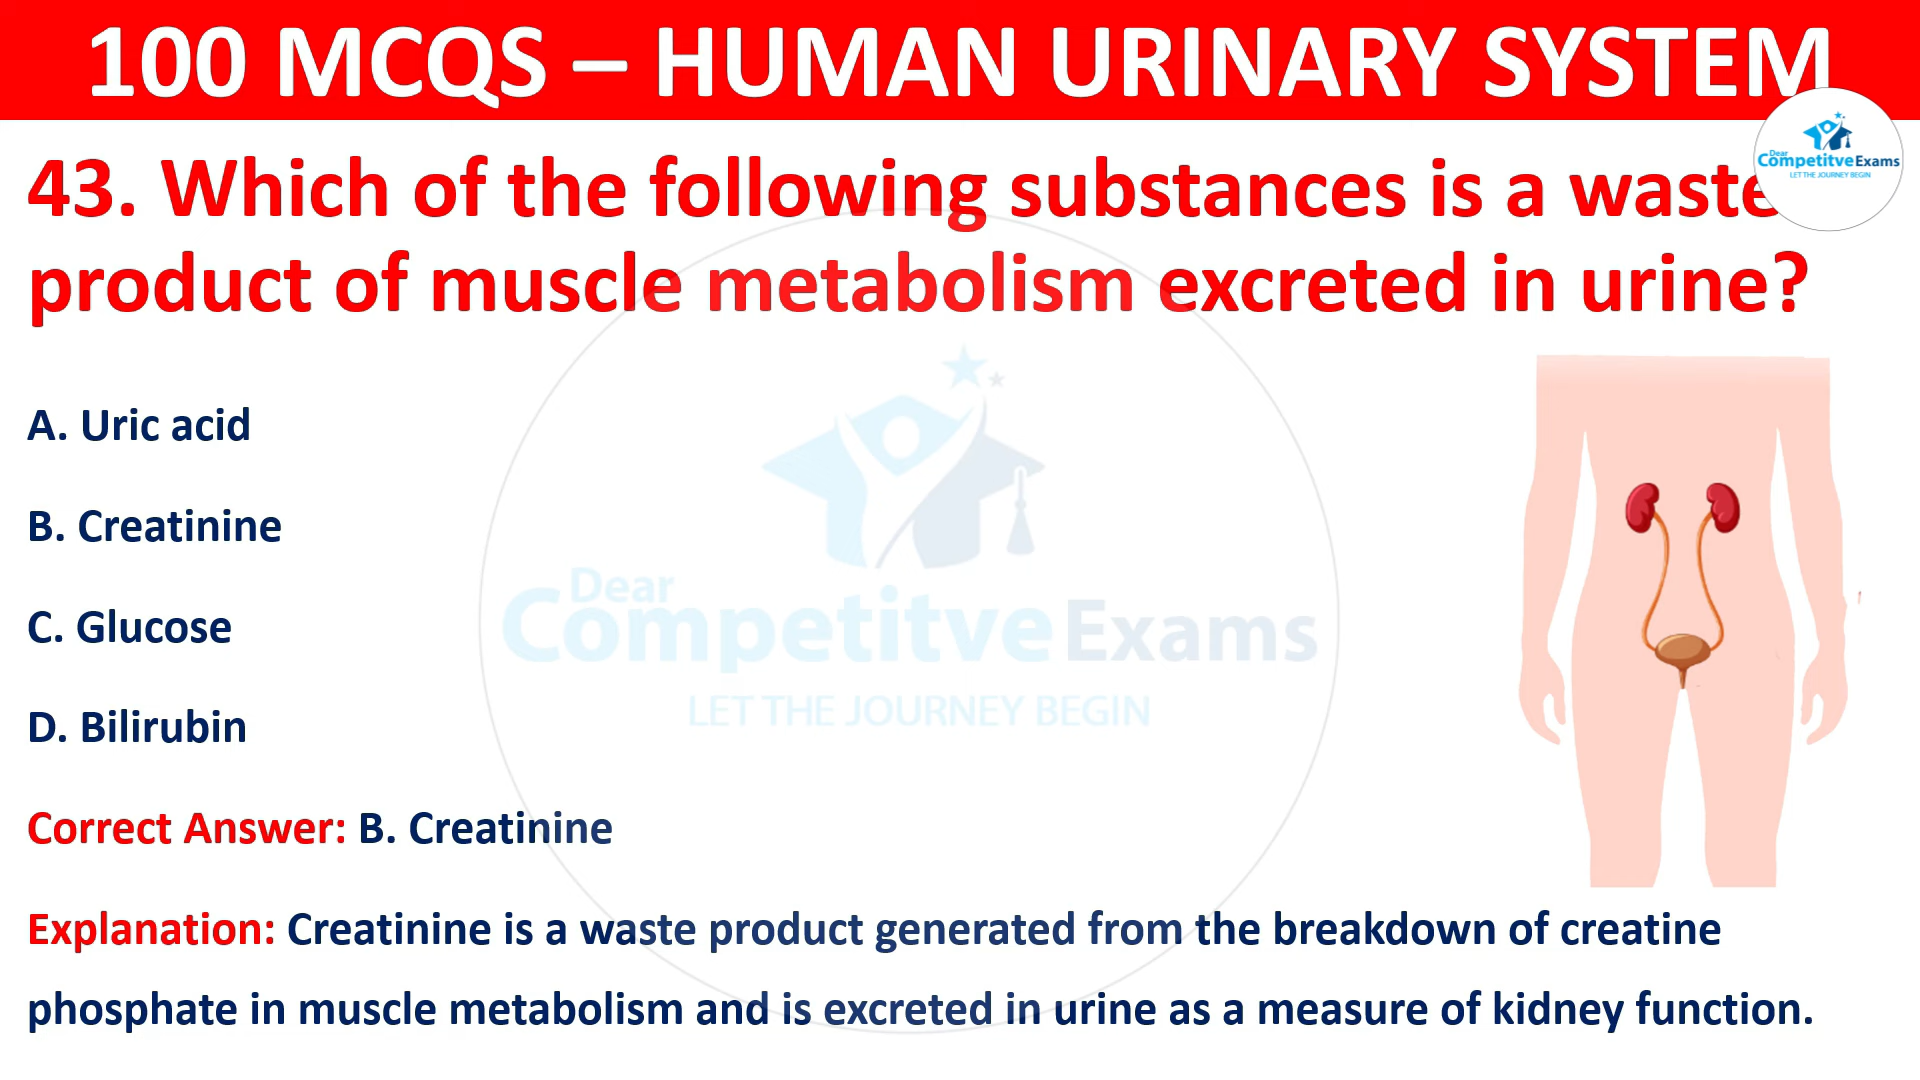 100 MCQS – HUMAN URINARY SYSTEM
Dear
CompetitveExams
LET THE JOURNEY BEGIN
43. Which of the following substances is a waste
product of muscle metabolism excreted in urine?
A. Uric acid
B. Creatinine
C. Glucose
D. Bilirubin
Dear
Competitve Exams
LET THE JOURNEY BEGIN
Correct Answer: B. Creatinine
Explanation: Creatinine is a waste product generated from the breakdown of creatine
phosphate in muscle metabolism and is excreted in urine as a measure of kidney function.